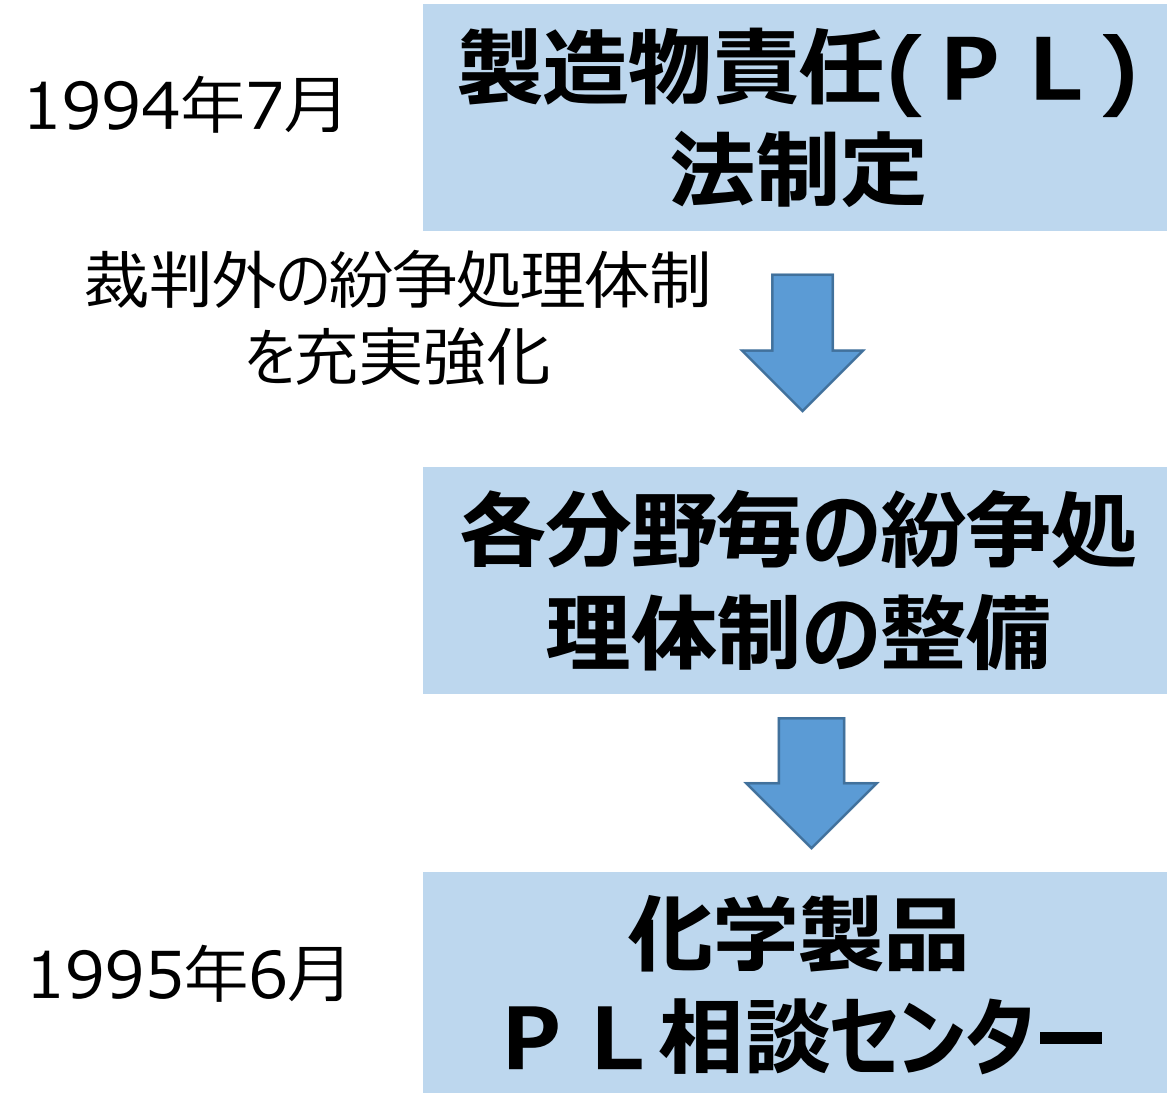 1994年7月
製造物責任(ＰＬ)
法制定
裁判外の紛争処理体制
を充実強化
各分野毎の紛争処
理体制の整備
1995年6月
化学製品
ＰＬ相談センター